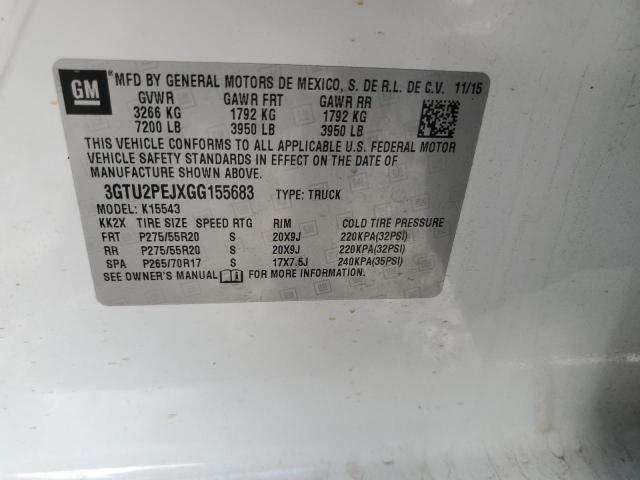 GM MFD BY GENERAL MOTORS DE MEXICO, S. DE R.L. DE C.V. 11/15
GVWR GAWR FRT GAWR RR
3266 KG 1792 KG 1792 KG
7200 LB 3950 LB 3950 LB
THIS VEHICLE CONFORMS TO ALL APPLICABLE U.S. FEDERAL MOTOR
VEHICLE SAFETY STANDARDS IN EFFECT ON THE DATE OF
MANUFACTURE SHOWN ABOVE.
3GTU2PEJXGG155683 TYPE: TRUCK
MODEL: K15543
KK2X TIRE SIZE SPEED RTG RIM COLD TIRE PRESSURE
FRT P275/55R20 S 20X9J 220KPA(32PSI)
RR P275/55R20 S 20X9J 220KPA(32PSI)
SPA P265/70R17 S 17X7.5J 240KPA(35PSI)
SEE OWNER'S MANUAL FOR MORE INFORMATION.